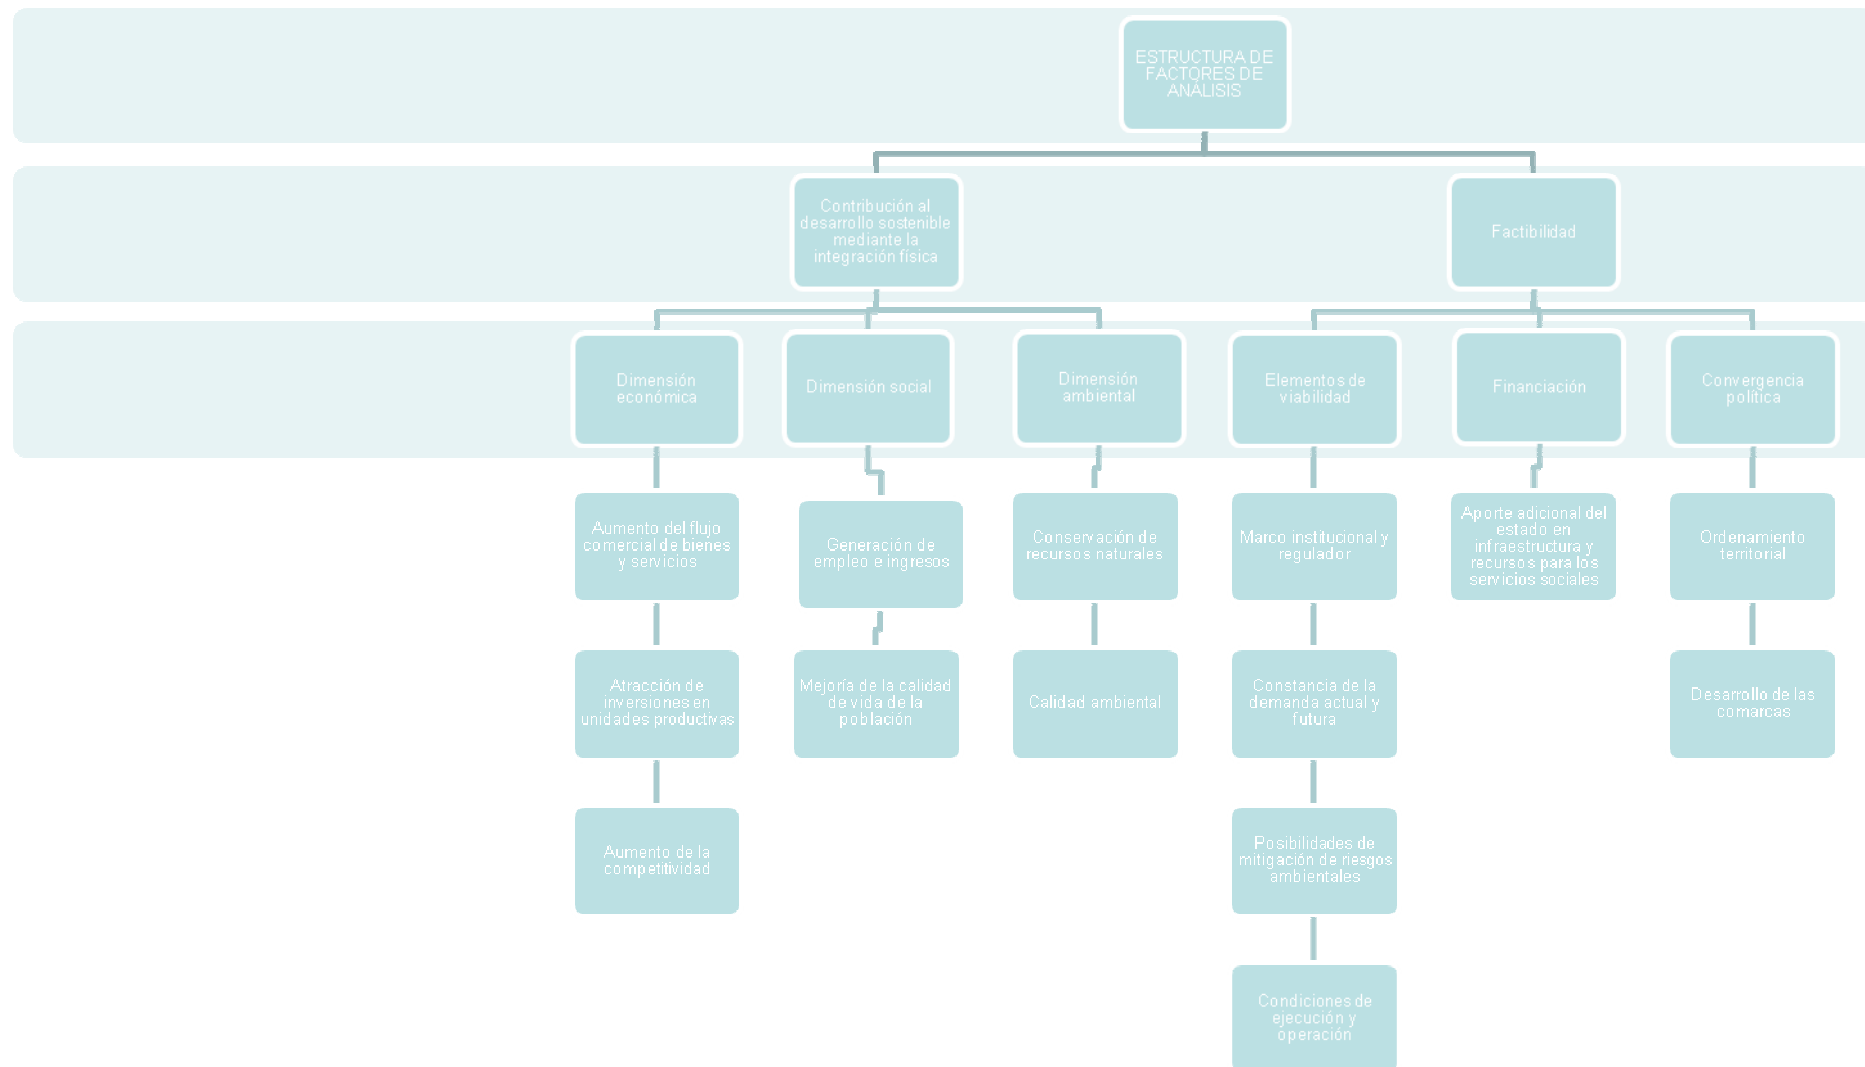 ESTRUCTURA DE
FACTORES DE
ANÁLISIS
Contribución al
desarrollo sostenible
mediante la
integración física
Factibilidad
Dimensión
económica
Dimensión social
Dimensión
ambiental
Elementos de
viabilidad
Financiación
Convergencia
política
Aumento del flujo
comercial de bienes
y servicios
Generación de
empleo e ingresos
Conservación de
recursos naturales
Marco institucional y
regulador
Aporte adicional del
estado en
infraestructura y
recursos para los
servicios sociales
Ordenamiento
territorial
Atracción de
inversiones en
unidades productivas
Mejoría de la calidad
de vida de la
población
Calidad ambiental
Constancia de la
demanda actual y
futura
Desarrollo de las
comarcas
Aumento de la
competitividad
Posibilidades de
mitigación de riesgos
ambientales
Condiciones de
ejecución y
operación